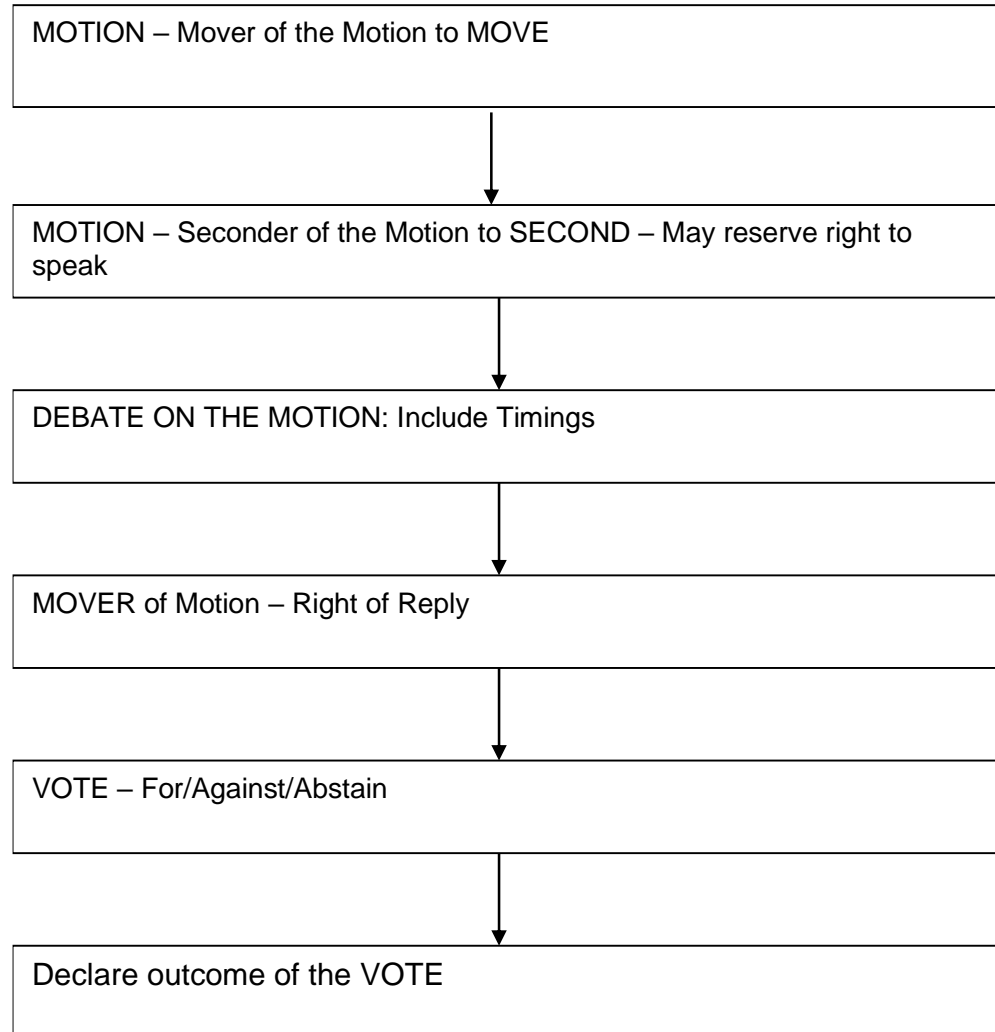 MOTION – Mover of the Motion to MOVE
MOTION – Seconder of the Motion to SECOND – May reserve right to
speak
DEBATE ON THE MOTION: Include Timings
MOVER of Motion – Right of Reply
VOTE – For/Against/Abstain
Declare outcome of the VOTE